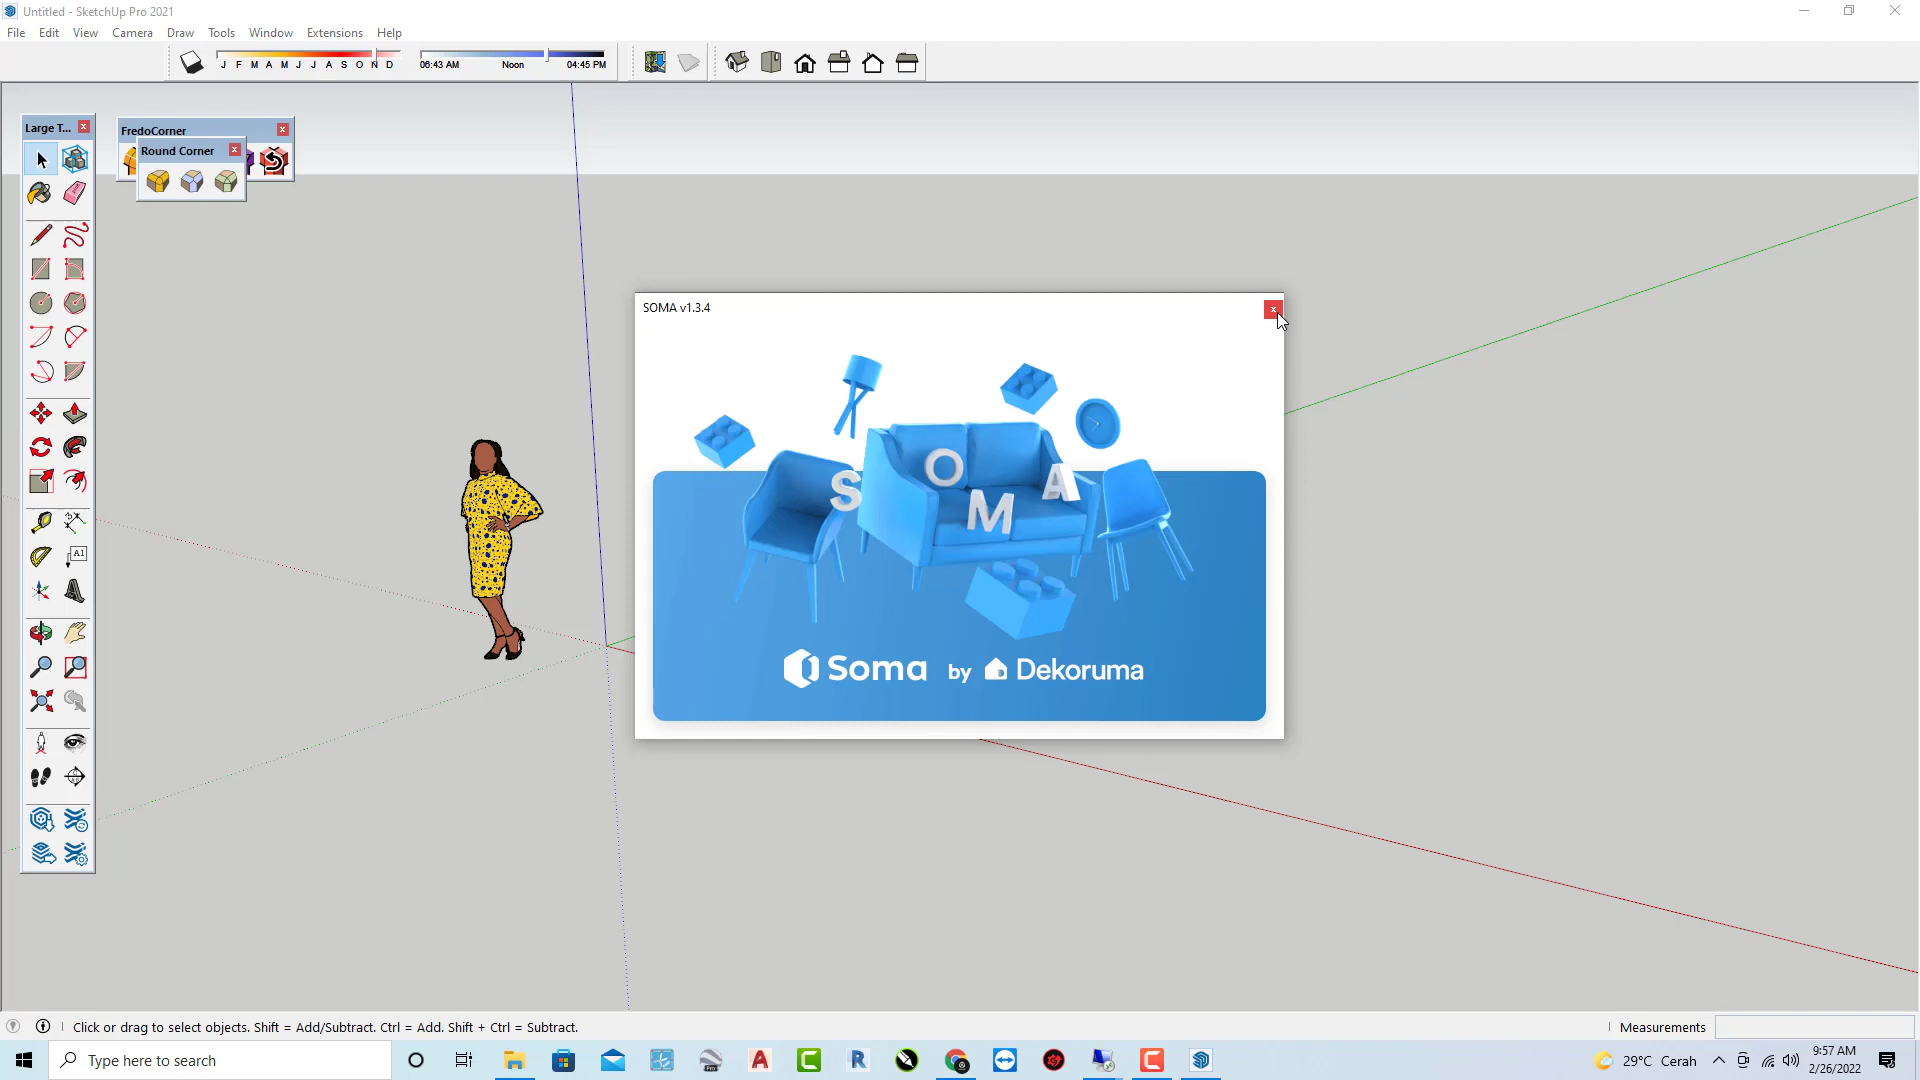 Untitled - SketchUp Pro 2021
File Edit View Camera Draw Tools Window Extensions Help
J F M A M J J A S O N D
06:43 AM Noon 04:45 PM
Large T...
FredoCorner
Round Corner
A1
SOMA v1.3.4
SOMA
Soma by Dekoruma
Click or drag to select objects. Shift = Add/Subtract. Ctrl = Add. Shift + Ctrl = Subtract.
Measurements
Type here to search
29°C Cerah
9:57 AM
2/26/2022